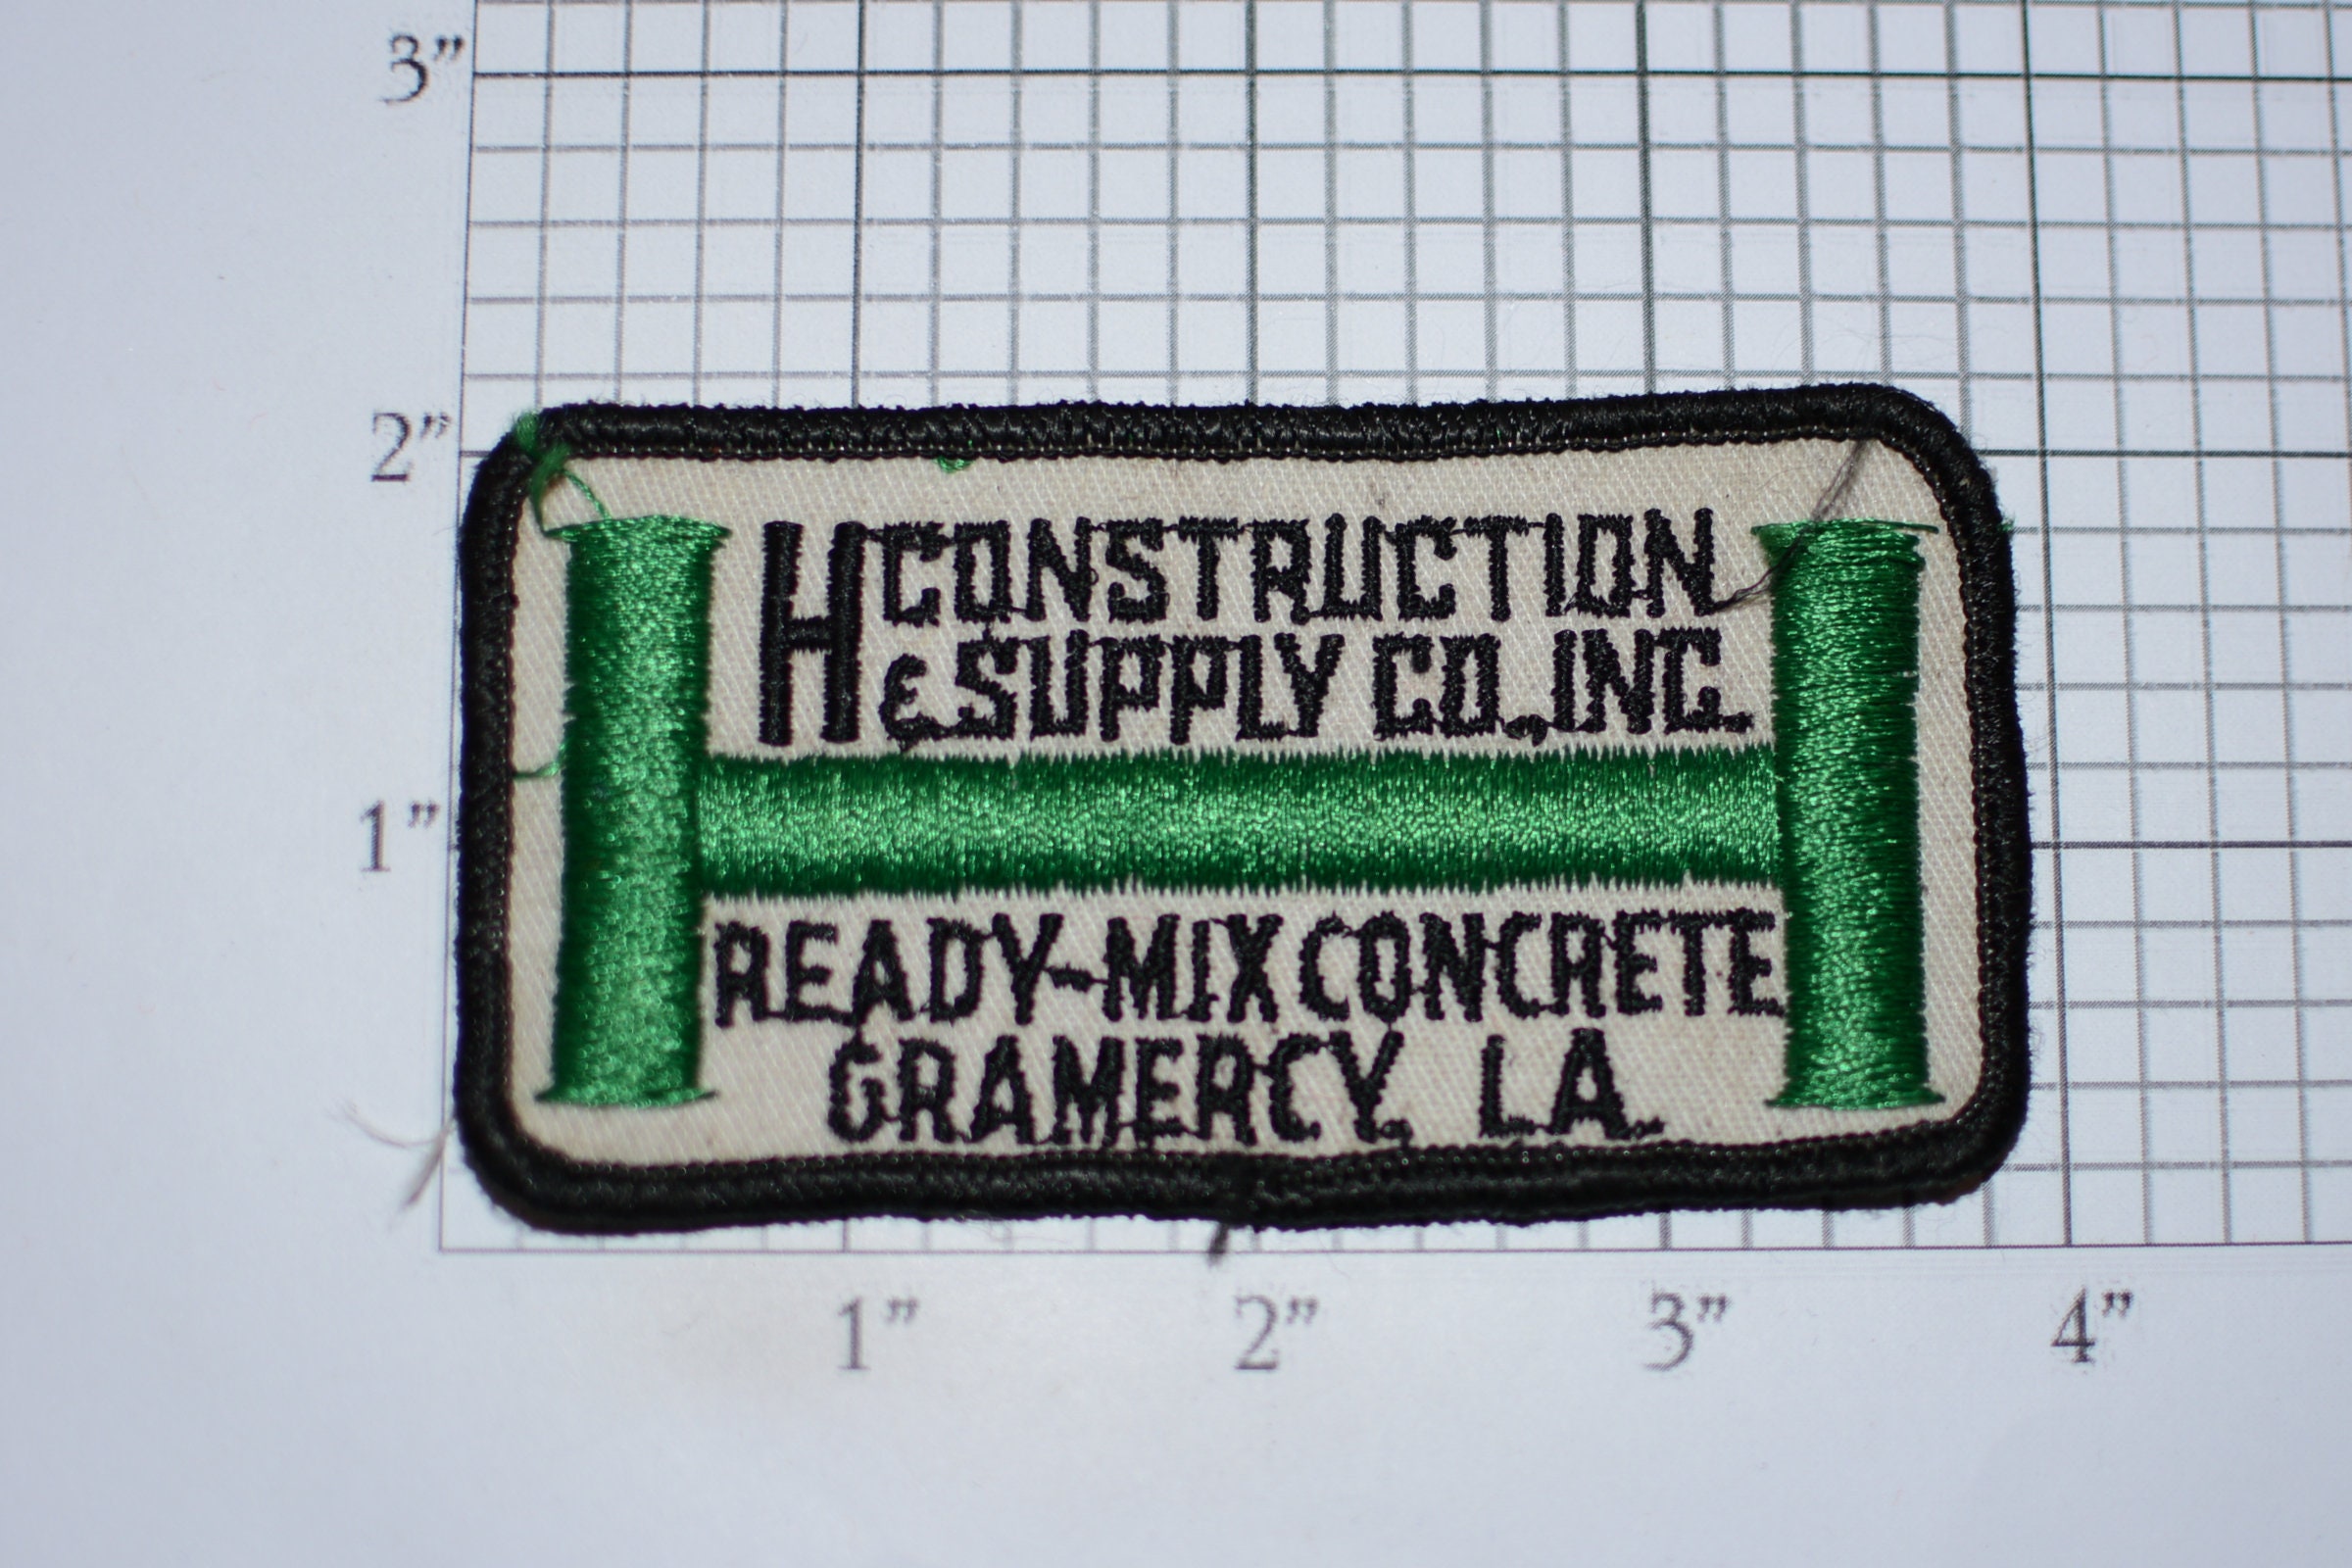 3”
2”
H CONSTRUCTION
& SUPPLY CO., INC.
1”
READY-MIX CONCRETE
GRAMERCY, LA.
1” 2” 3” 4”